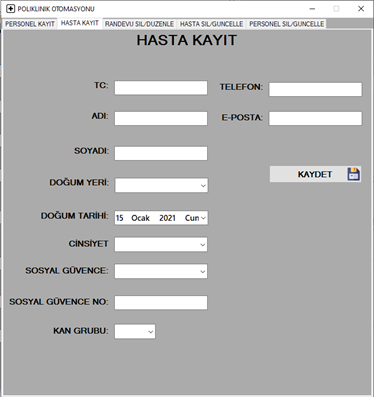 POLIKLINIK OTOMASYONU
PERSONEL KAYIT HASTA KAYIT RANDEVU SIL/DUZENLE HASTA SIL/GUNCELLE PERSONEL SIL/GUNCELLE
HASTA KAYIT
TC: TELEFON:
ADI: E-POSTA:
SOYADI:
KAYDET
DOĞUM YERİ:
DOĞUM TARİHİ: 15 Ocak 2021 Cun
CİNSİYET
SOSYAL GÜVENCE:
SOSYAL GÜVENCE NO:
KAN GRUBU: